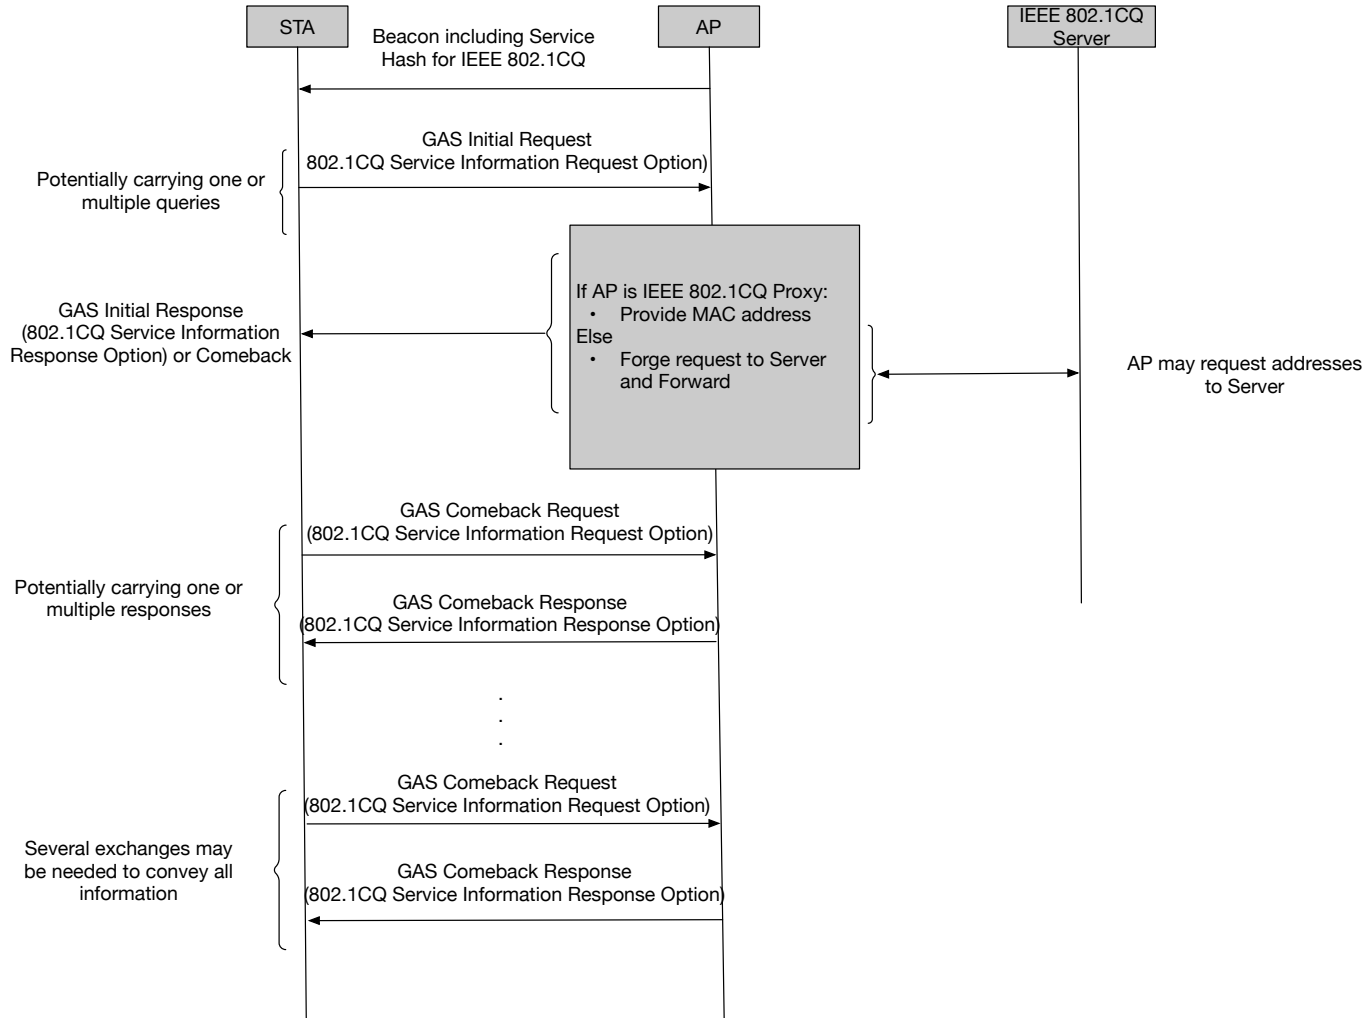 STA
AP
IEEE 802.1CQ
Server
Beacon including Service
Hash for IEEE 802.1CQ
GAS Initial Request
802.1CQ Service Information Request Option)
Potentially carrying one or
multiple queries
If AP is IEEE 802.1CQ Proxy:
• Provide MAC address
Else
• Forge request to Server
and Forward
GAS Initial Response
(802.1CQ Service Information
Response Option) or Comeback
AP may request addresses
to Server
GAS Comeback Request
(802.1CQ Service Information Request Option)
Potentially carrying one or
multiple responses
GAS Comeback Response
(802.1CQ Service Information Response Option)
.
.
.
GAS Comeback Request
(802.1CQ Service Information Request Option)
Several exchanges may
be needed to convey all
information
GAS Comeback Response
(802.1CQ Service Information Response Option)